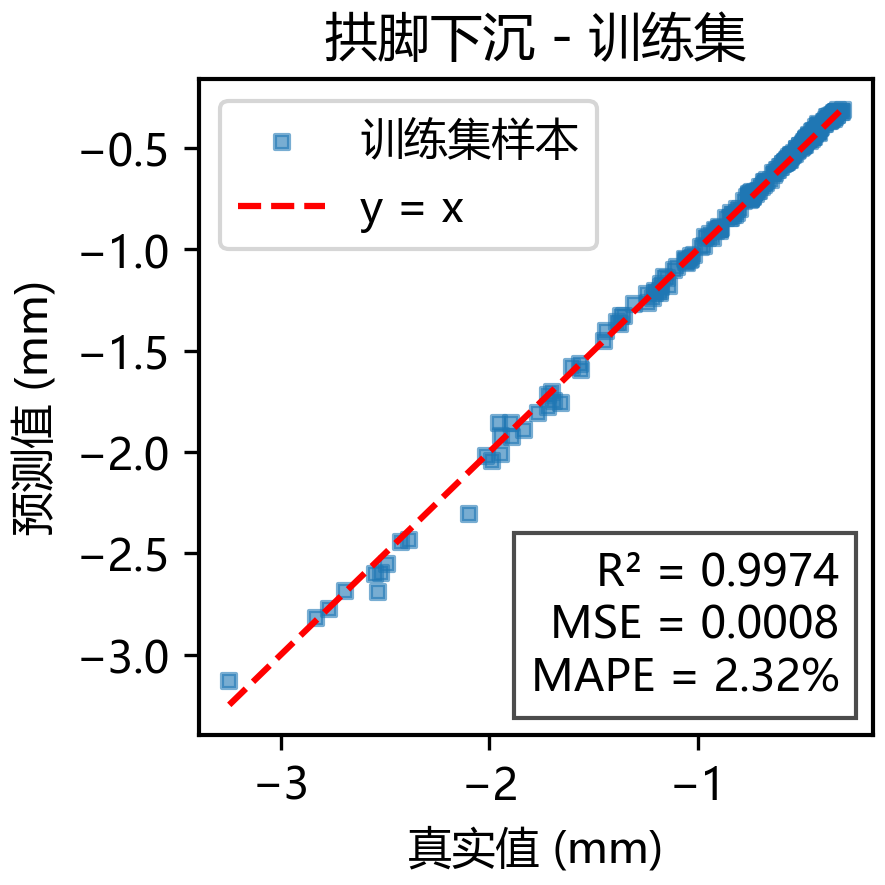 拱脚下沉 - 训练集
训练集样本
y = x
−0.5
−1.0
−1.5
−2.0
−2.5
−3.0
预测值 (mm)
R² = 0.9974
MSE = 0.0008
MAPE = 2.32%
−3
−2
−1
真实值 (mm)